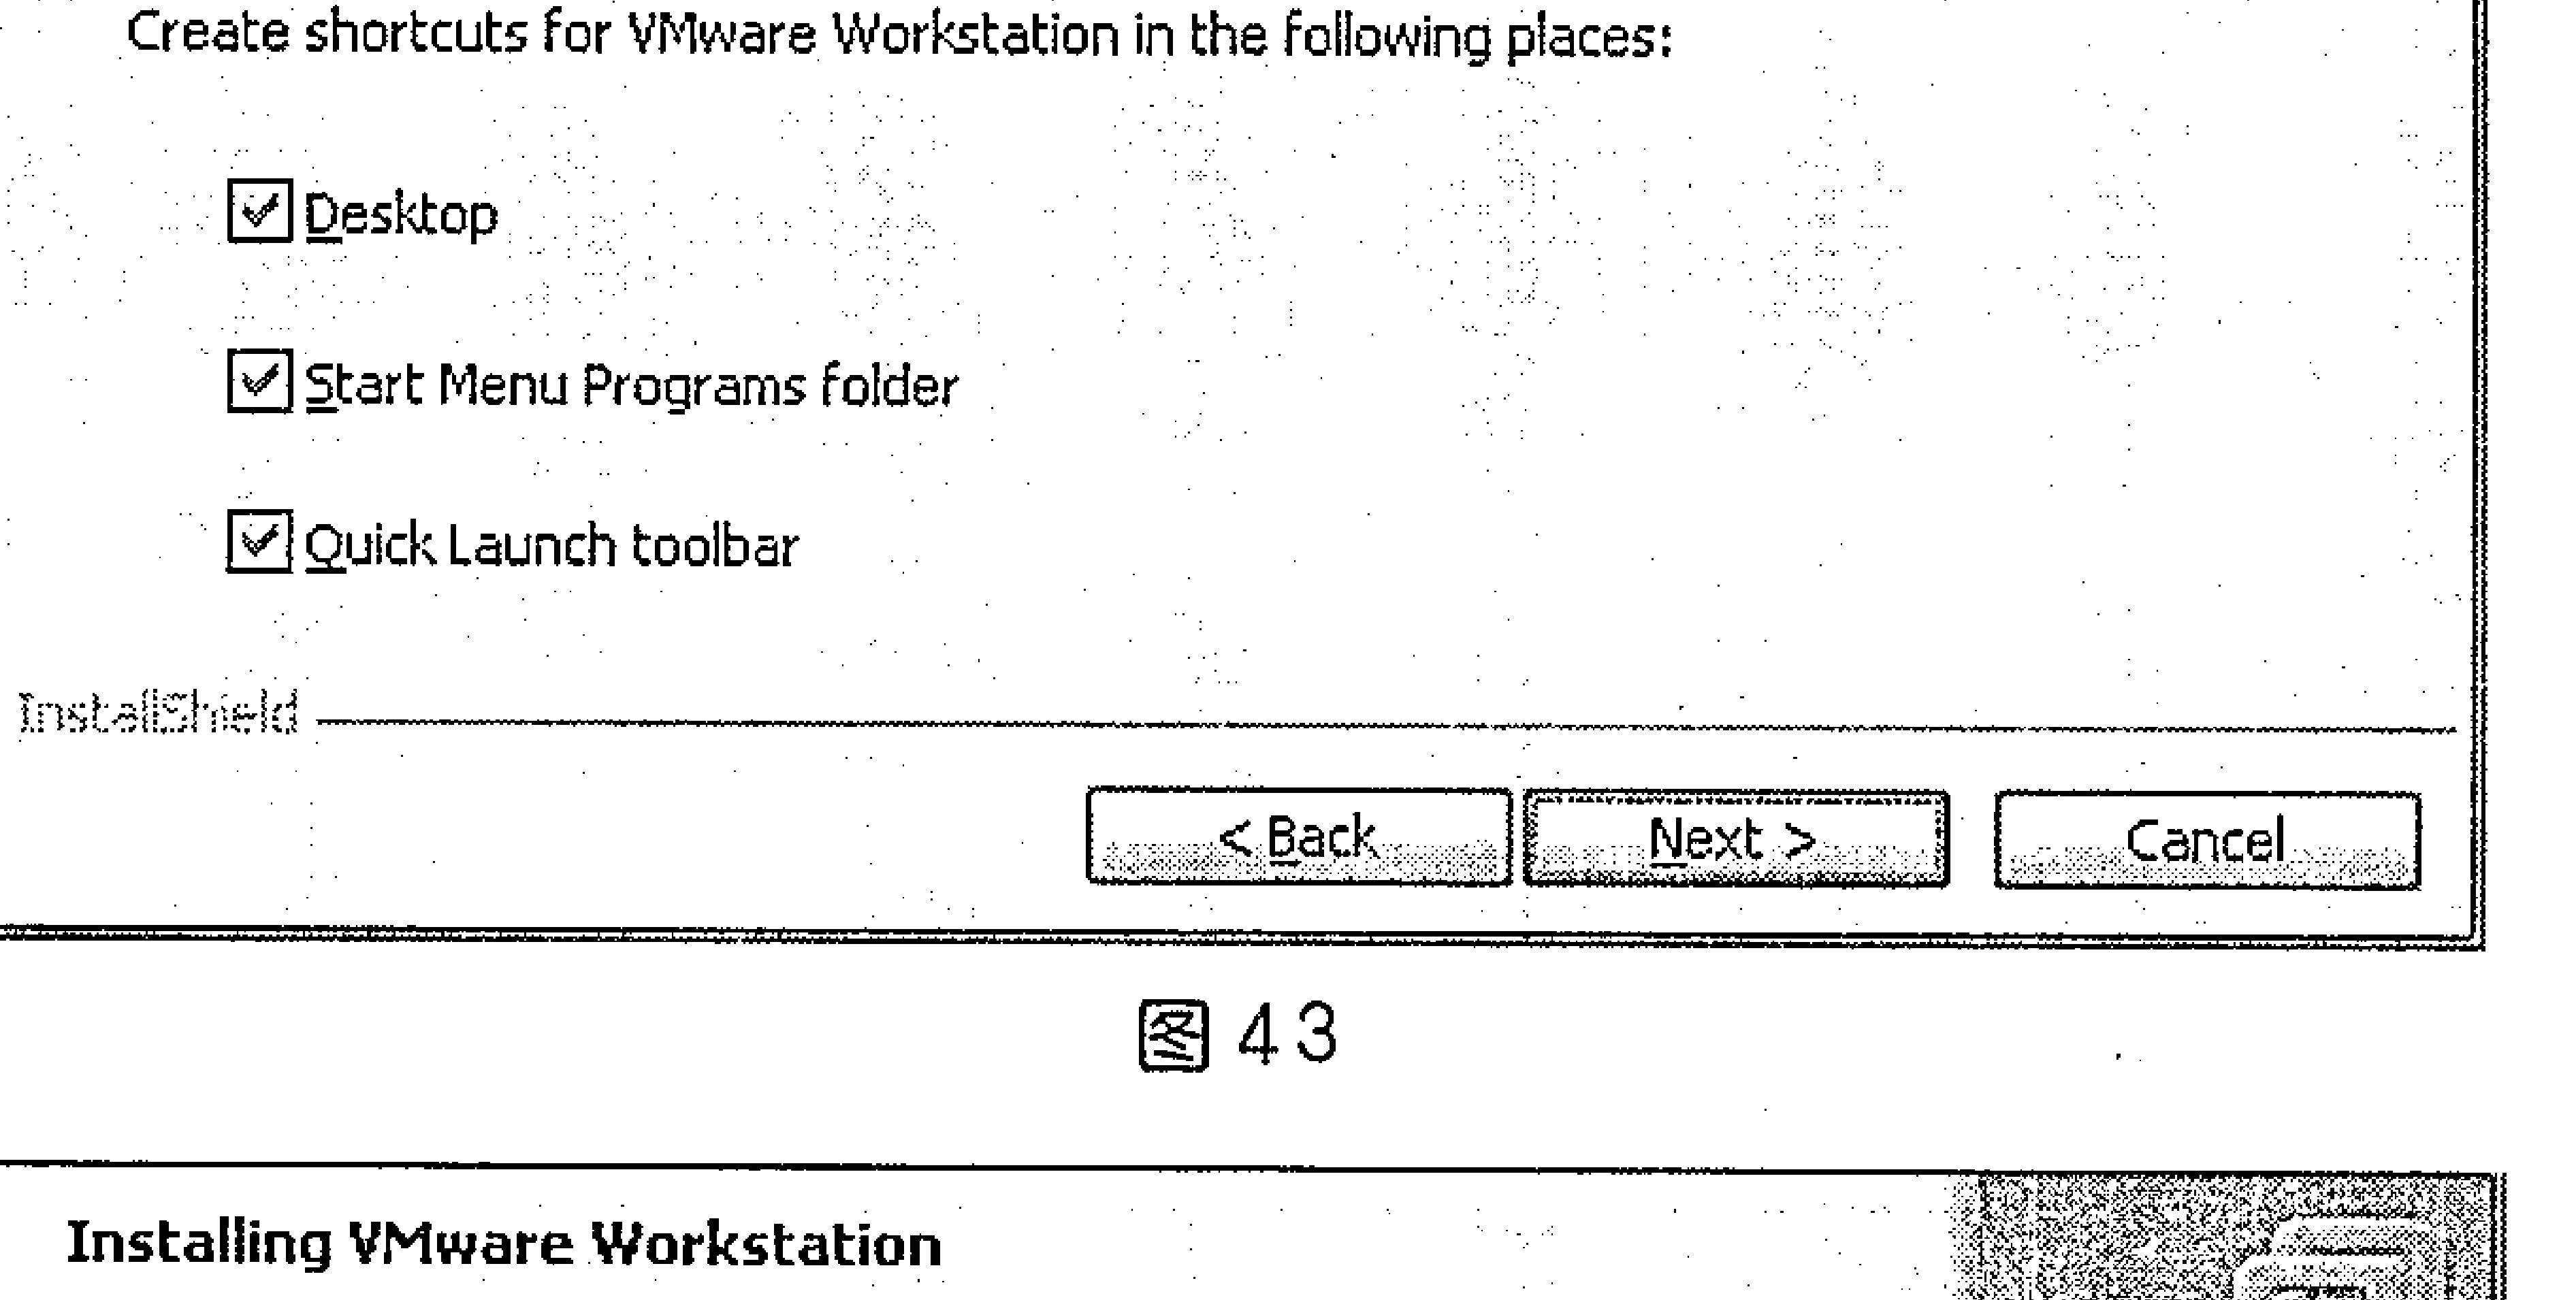 Create shortcuts for VMware Workstation in the following places:
Desktop
Start Menu Programs folder
Quick Launch toolbar
InstallShield
< Back Next > Cancel
图 43
Installing VMware Workstation